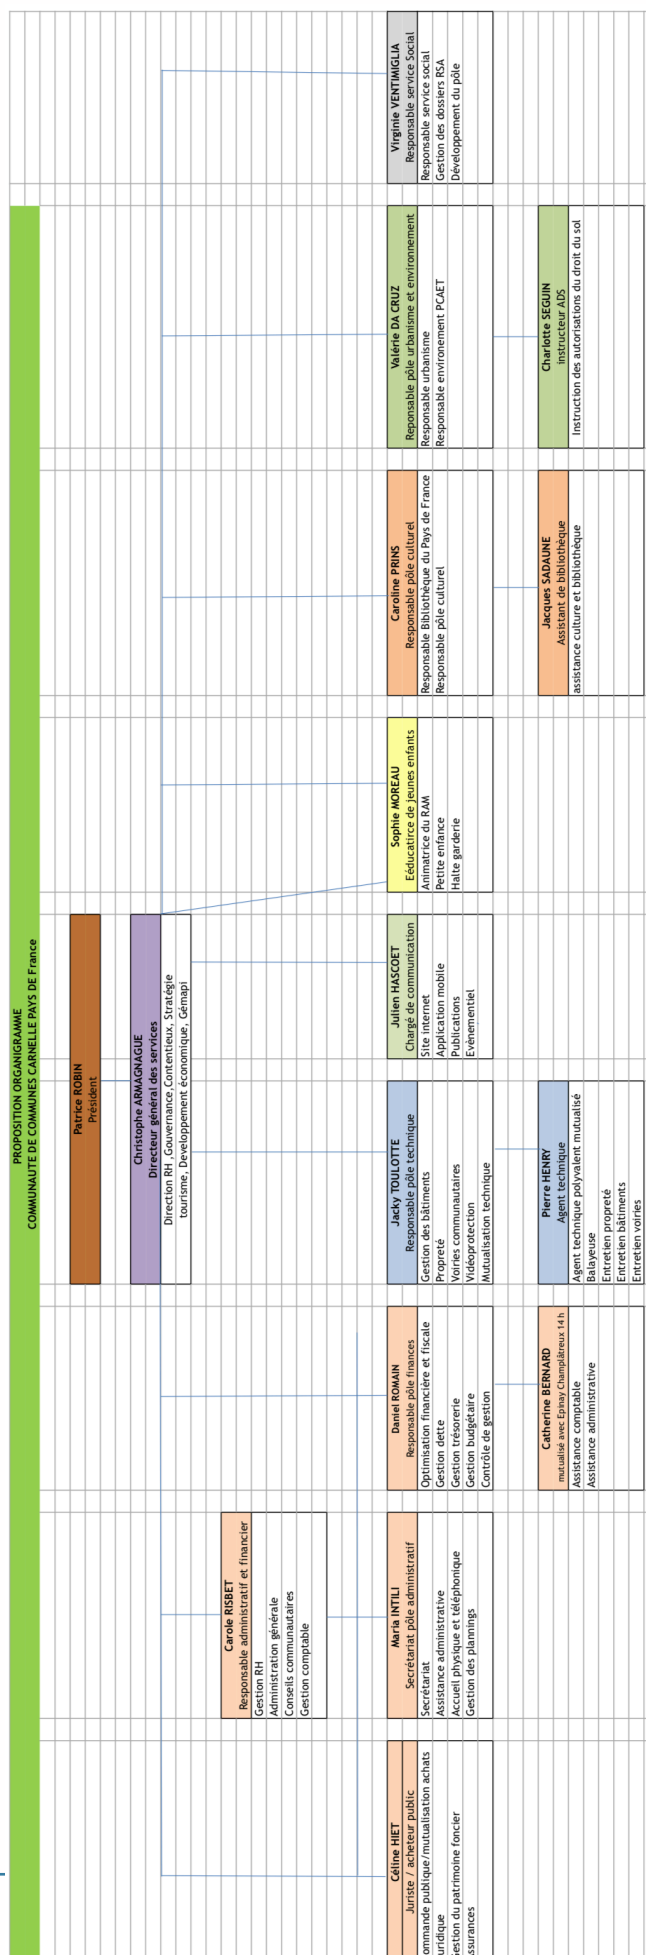 PROPOSITION ORGANIGRAMME
COMMUNAUTE DE COMMUNES CARNELLE PAYS DE France
Patrice ROBIN
Président
Christophe ARMAGNAGUE
Directeur général des services
Direction RH ,Gouvernance,Contentieux, Stratégie
tourisme, Developpement économique, Gémapi
Carole RISBET
Responsable administratif et financier
Gestion RH
Administration générale
Conseils communautaires
Gestion comptable
Céline HIET
Juriste / acheteur public
ommande publique/mutualisation achats
uridique
estion du patrimoine foncier
ssurances
Maria INTILI
Secrétariat pôle administratif
Secrétariat
Assistance administrative
Accueil physique et téléphonique
Gestion des plannings
Daniel ROMAIN
Responsable pôle finances
Optimisation financière et fiscale
Gestion dette
Gestion trésorerie
Gestion budgétaire
Contrôle de gestion
Jacky TOULOTTE
Responsable pôle technique
Gestion des bâtiments
Propreté
Voiries communautaires
Vidéoprotection
Mutualisation technique
Julien HASCOET
Chargé de communication
Site internet
Application mobile
Publications
Evènementiel
Sophie MOREAU
Eéducatirce de jeunes enfants
Animatrice du RAM
Petite enfance
Halte garderie
Caroline PRINS
Responsable pôle culturel
Responsable Bibliothèque du Pays de France
Responsable pôle culturel
Valérie DA CRUZ
Reponsable pôle urbanisme et environnement
Responsable urbanisme
Responsable environement PCAET
Virginie VENTIMIGLIA
Responsable service Social
Responsable service social
Gestion des dossiers RSA
Développement du pôle
Catherine BERNARD
mutualisé avec Epinay Champlâtreux 14 h
Assistance comptable
Assistance administrative
Pierre HENRY
Agent technique
Agent technique polyvalent mutualisé
Balayeuse
Entretien propreté
Entretien bâtiments
Entretien voiries
Jacques SADAUNE
Assistant de bibliothèque
assistance culture et bibliothèque
Charlotte SEGUIN
instructeur ADS
Instruction des autorisations du droit du sol